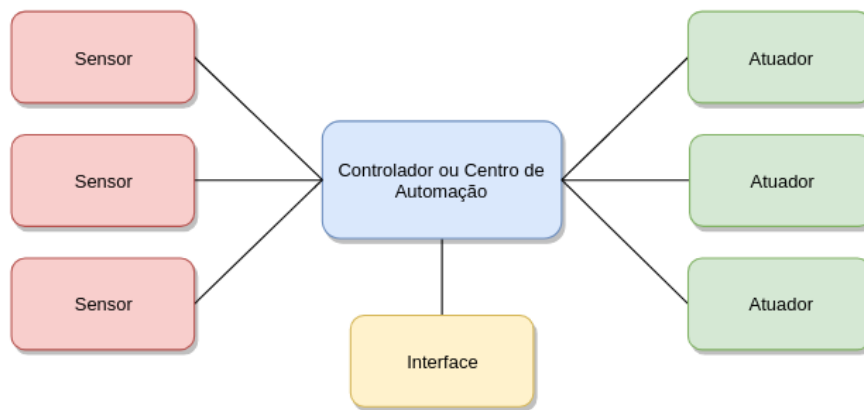 Sensor
Atuador
Sensor
Controlador ou Centro de
Automação
Atuador
Sensor
Atuador
Interface